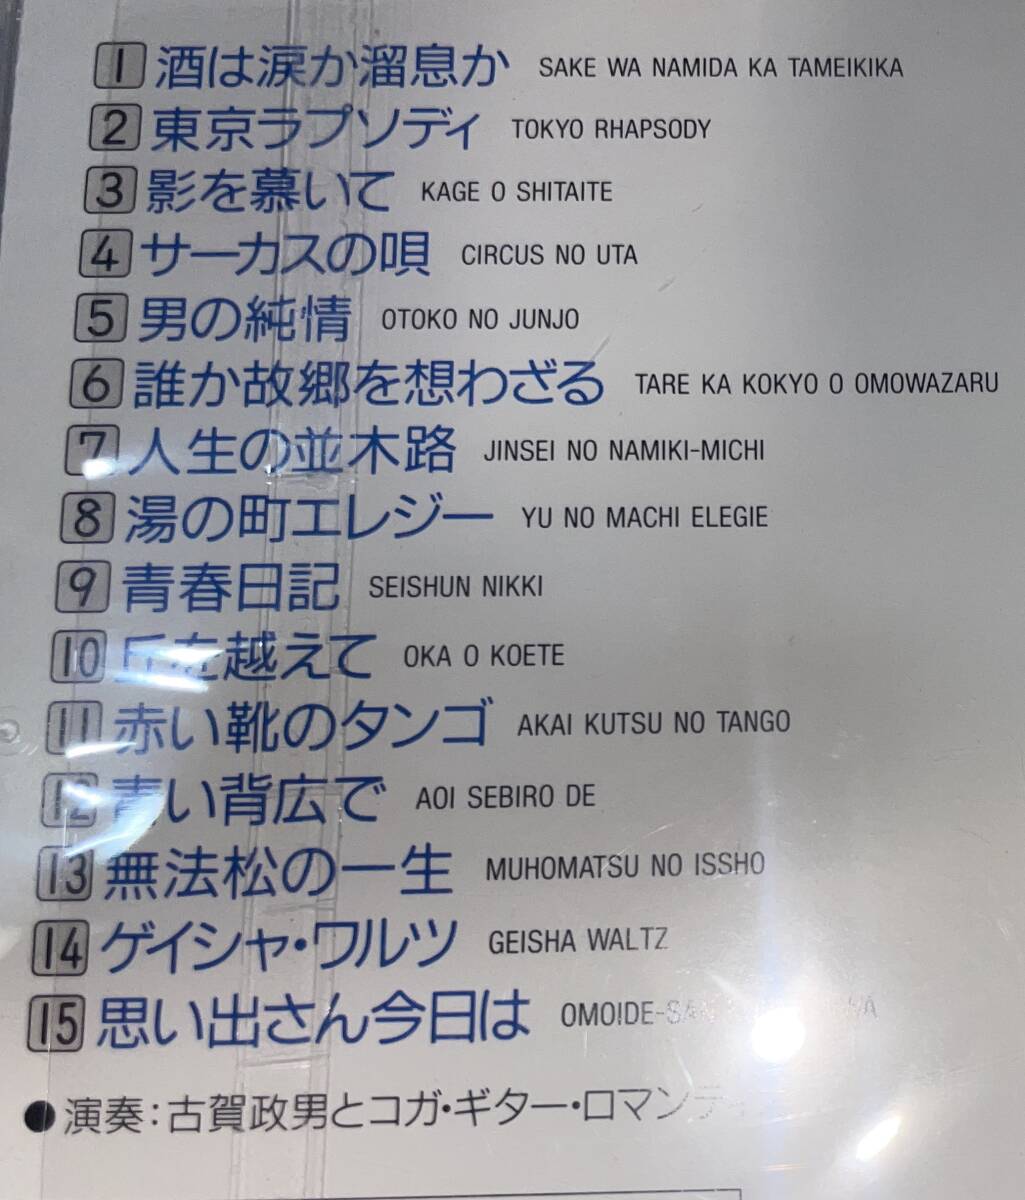 1 酒は涙か溜息か SAKE WA NAMIDA KA TAMEIKIKA
2 東京ラプソディ TOKYO RHAPSODY
3 影を慕いて KAGE O SHITAITE
4 サーカスの唄 CIRCUS NO UTA
5 男の純情 OTOKO NO JUNJO
6 誰か故郷を想わざる TARE KA KOKYO O OMOWAZARU
7 人生の並木路 JINSEI NO NAMIKI-MICHI
8 湯の町エレジー YU NO MACHI ELEGIE
9 青春日記 SEISHUN NIKKI
10 丘を越えて OKA O KOETE
11 赤い靴のタンゴ AKAI KUTSU NO TANGO
12 青い背広で AOI SEBIRO DE
13 無法松の一生 MUHOMATSU NO ISSHO
14 ゲイシャ・ワルツ GEISHA WALTZ
15 思い出さん今日は OMOIDE-SAN
●演奏:古賀政男とコガ・ギター・ロマンティ